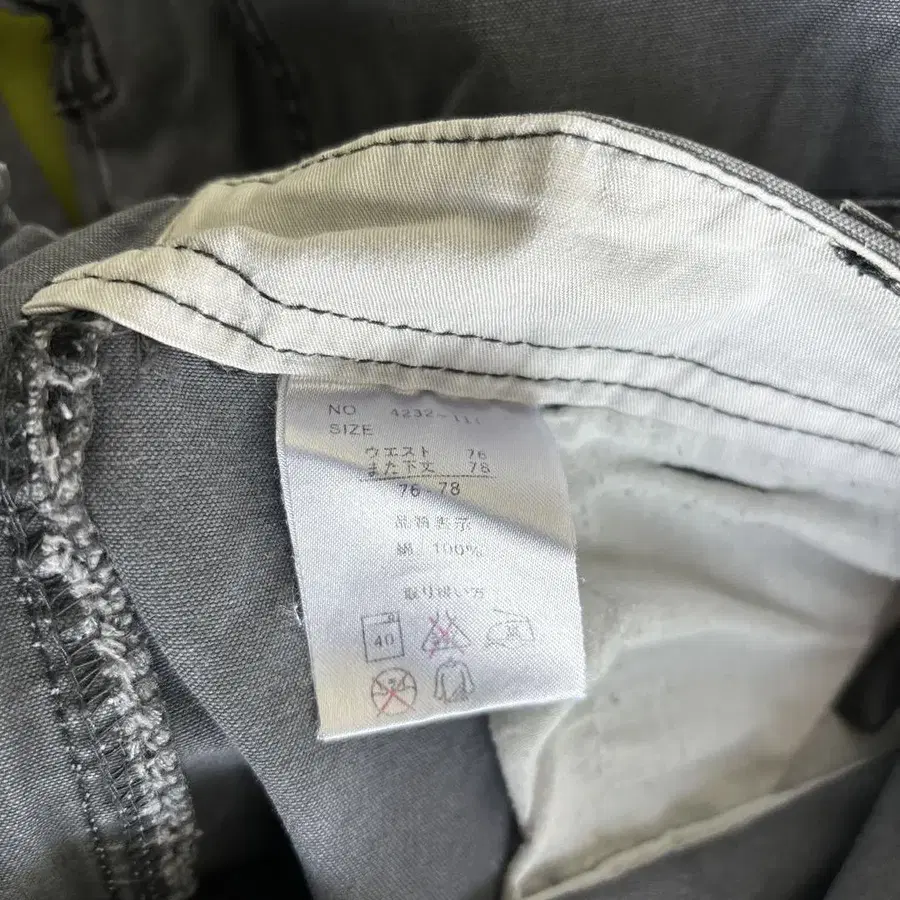 NO 4232-111
SIZE
ウエスト 76
また下丈 78
76-78
品質表示
綿 100%
取り扱い方
40